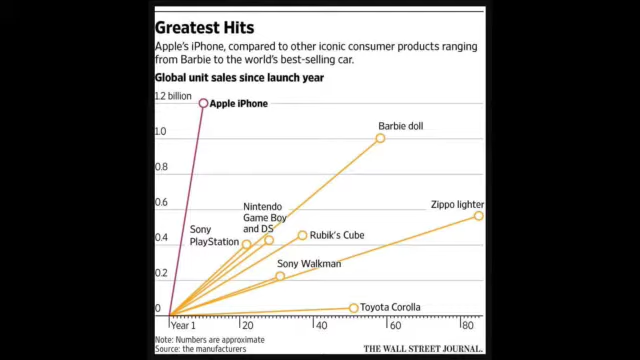 Greatest Hits
Apple's iPhone, compared to other iconic consumer products ranging
from Barbie to the world's best-selling car.
Global unit sales since launch year
1.2 billion
Apple iPhone
1.0
Barbie doll
0.8
0.6
Nintendo
Game Boy
and DS
Zippo lighter
Sony
PlayStation
Rubik's Cube
0.4
Sony Walkman
0.2
Toyota Corolla
0
Year 1
20
40
60
80
Note: Numbers are approximate
Source: the manufacturers
THE WALL STREET JOURNAL.